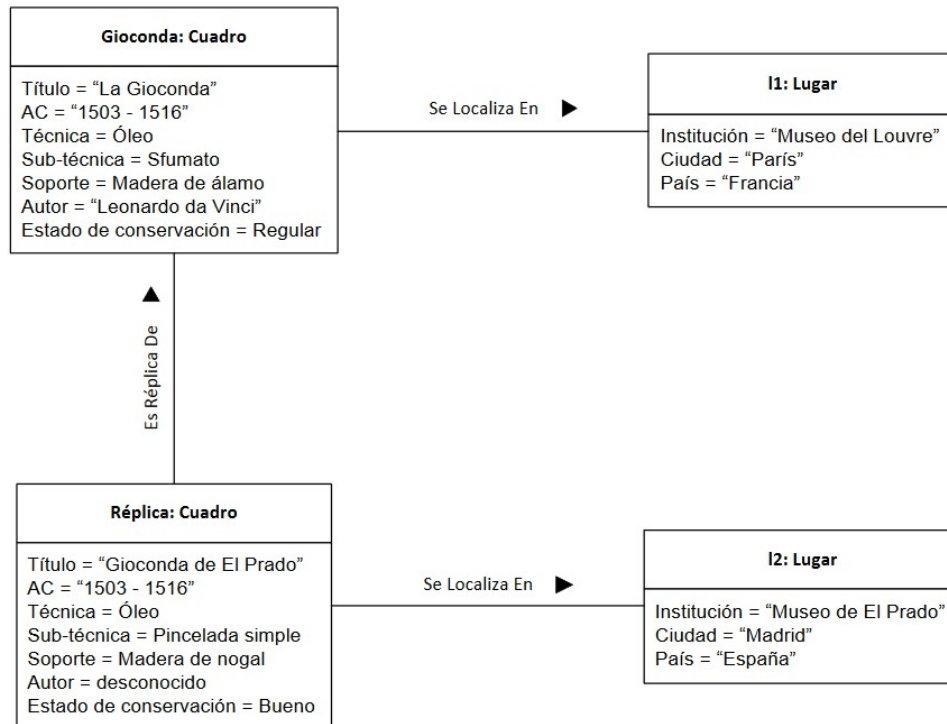 Gioconda: Cuadro
Título = “La Gioconda”
AC = “1503 - 1516”
Técnica = Óleo
Sub-técnica = Sfumato
Soporte = Madera de álamo
Autor = “Leonardo da Vinci”
Estado de conservación = Regular
Se Localiza En
l1: Lugar
Institución = “Museo del Louvre”
Ciudad = “París”
País = “Francia”
Es Réplica De
Réplica: Cuadro
Título = “Gioconda de El Prado”
AC = “1503 - 1516”
Técnica = Óleo
Sub-técnica = Pincelada simple
Soporte = Madera de nogal
Autor = desconocido
Estado de conservación = Bueno
Se Localiza En
l2: Lugar
Institución = “Museo de El Prado”
Ciudad = “Madrid”
País = “España”